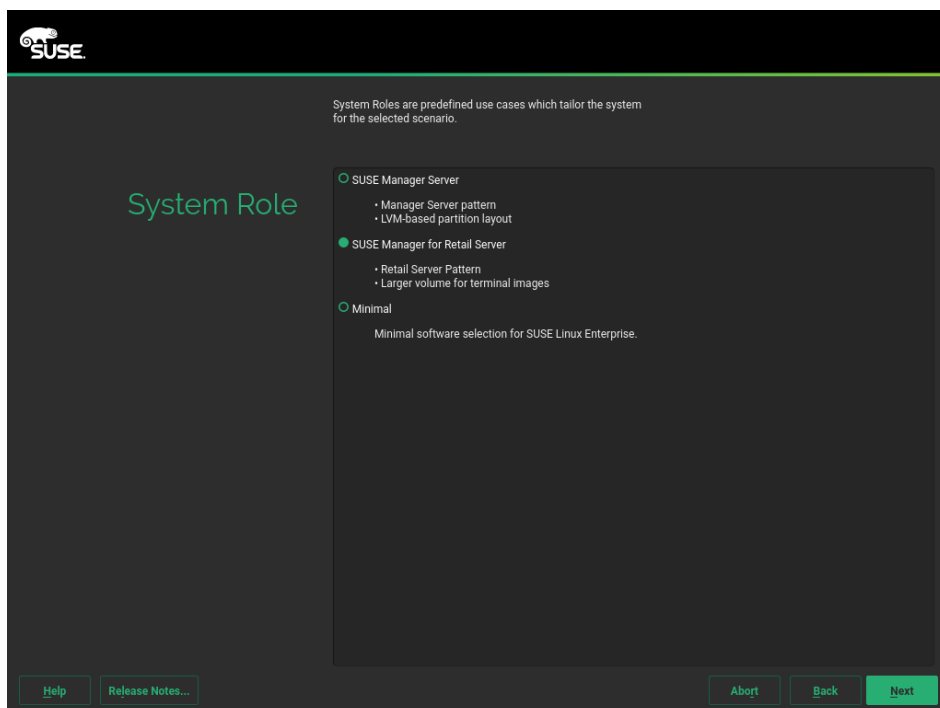 SUSE.
System Roles are predefined use cases which tailor the system
for the selected scenario.
System Role
SUSE Manager Server
• Manager Server pattern
• LVM-based partition layout
SUSE Manager for Retail Server
• Retail Server Pattern
• Larger volume for terminal images
Minimal
Minimal software selection for SUSE Linux Enterprise.
Help
Release Notes...
Abort
Back
Next